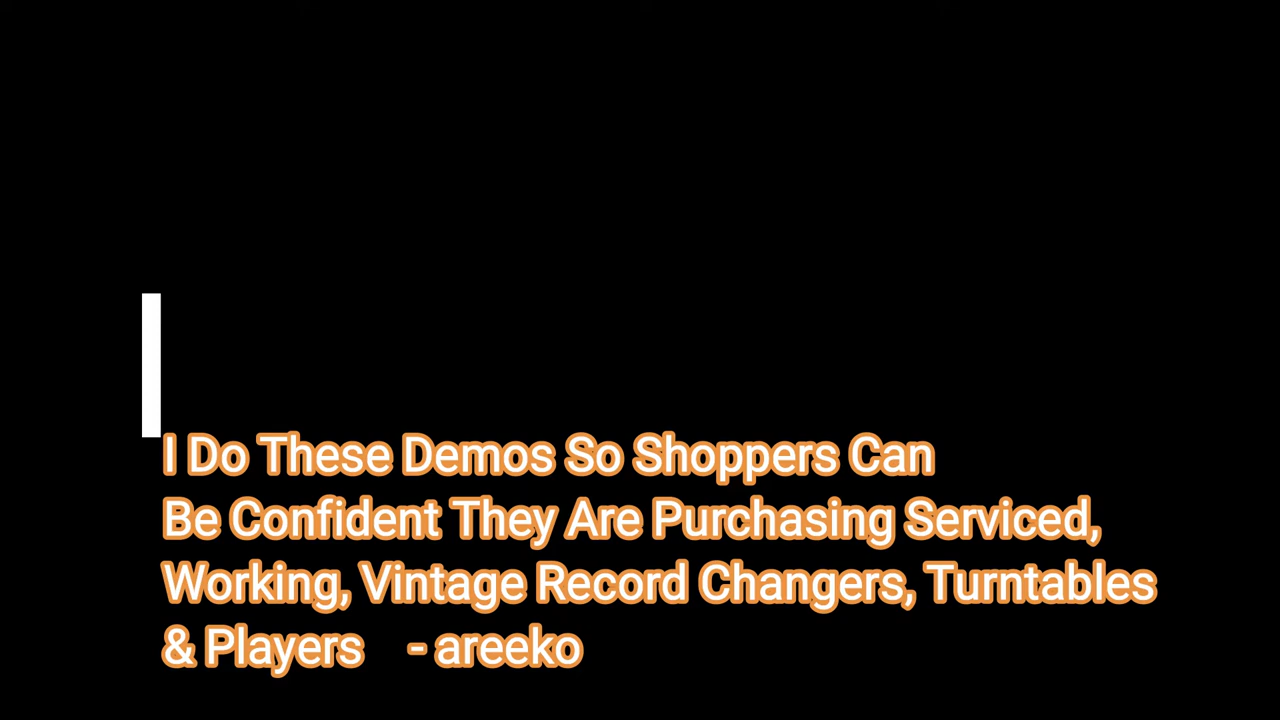 I Do These Demos So Shoppers Can
Be Confident They Are Purchasing Serviced,
Working, Vintage Record Changers, Turntables
& Players - areeko